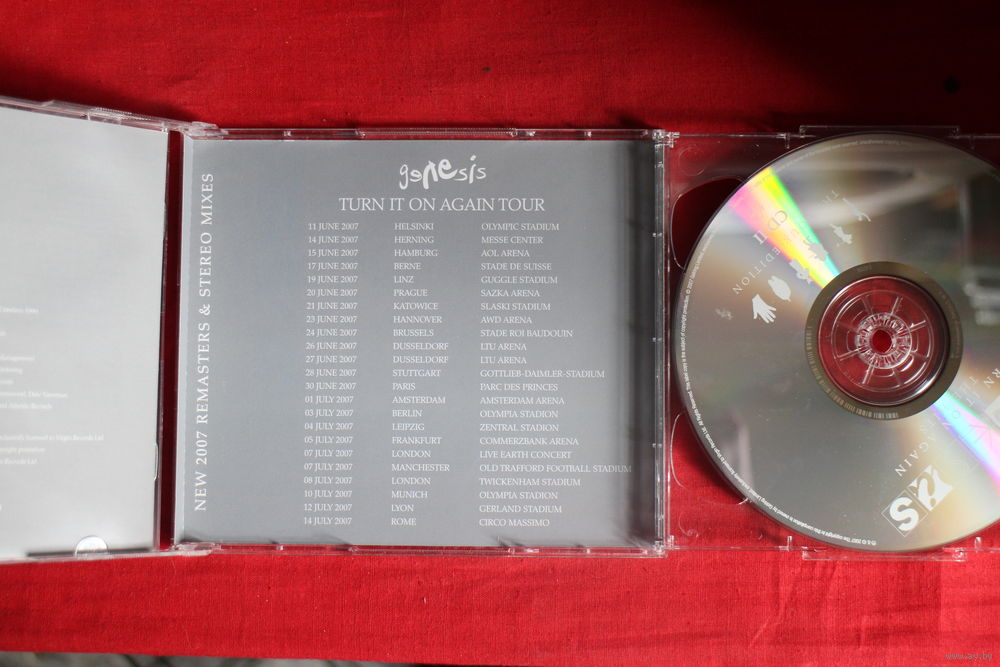 genesis
TURN IT ON AGAIN TOUR
11 JUNE 2007 HELSINKI OLYMPIC STADIUM
14 JUNE 2007 HERNING MESSE CENTER
15 JUNE 2007 HAMBURG AOL ARENA
17 JUNE 2007 BERNE STADE DE SUISSE
19 JUNE 2007 LINZ GUGGLE STADIUM
20 JUNE 2007 PRAGUE SAZKA ARENA
21 JUNE 2007 KATOWICE SLASKI STADIUM
23 JUNE 2007 HANNOVER AWD ARENA
24 JUNE 2007 BRUSSELS STADE ROI BAUDOUIN
26 JUNE 2007 DUSSELDORF LTU ARENA
27 JUNE 2007 DUSSELDORF LTU ARENA
28 JUNE 2007 STUTTGART GOTTLIEB-DAIMLER-STADIUM
30 JUNE 2007 PARIS PARC DES PRINCES
01 JULY 2007 AMSTERDAM AMSTERDAM ARENA
03 JULY 2007 BERLIN OLYMPIA STADION
04 JULY 2007 LEIPZIG ZENTRAL STADION
05 JULY 2007 FRANKFURT COMMERZBANK ARENA
07 JULY 2007 LONDON LIVE EARTH CONCERT
07 JULY 2007 MANCHESTER OLD TRAFFORD FOOTBALL STADIUM
08 JULY 2007 LONDON TWICKENHAM STADIUM
10 JULY 2007 MUNICH OLYMPIA STADION
12 JULY 2007 LYON GERLAND STADIUM
14 JULY 2007 ROME CIRCO MASSIMO
NEW 2007 REMASTERS & STEREO MIXES
CD II
EDITION
AGAIN